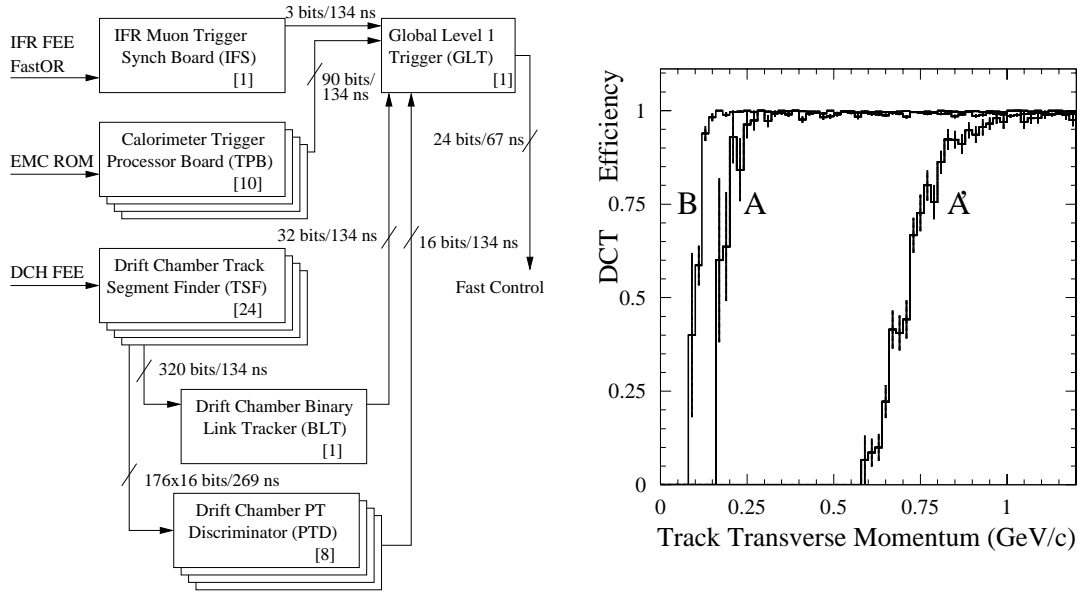 3 bits/134 ns
IFR FEE
FastOR
IFR Muon Trigger
Synch Board (IFS)
[1]
Global Level 1
Trigger (GLT)
[1]
90 bits/
134 ns
24 bits/67 ns
EMC ROM
Calorimeter Trigger
Processor Board (TPB)
[10]
32 bits/134 ns
16 bits/134 ns
DCH FEE
Drift Chamber Track
Segment Finder (TSF)
[24]
Fast Control
320 bits/134 ns
Drift Chamber Binary
Link Tracker (BLT)
[1]
176x16 bits/269 ns
Drift Chamber PT
Discriminator (PTD)
[8]
DCT Efficiency
1
0.75
0.5
0.25
0
B
A
A'
0
0.25
0.5
0.75
1
Track Transverse Momentum (GeV/c)